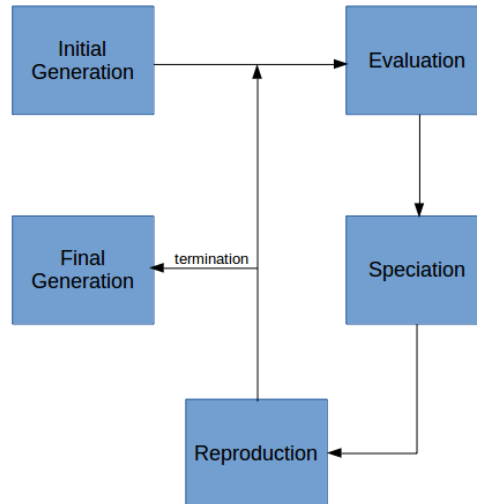 Initial
Generation
Evaluation
Final
Generation
termination
Speciation
Reproduction